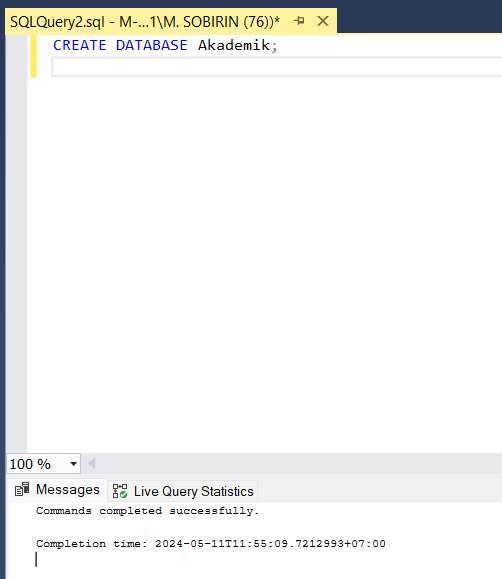 SQLQuery2.sql - M-...1\M. SOBIRIN (76))*
CREATE DATABASE Akademik;
100 %
Messages
Live Query Statistics
Commands completed successfully.
Completion time: 2024-05-11T11:55:09.7212993+07:00